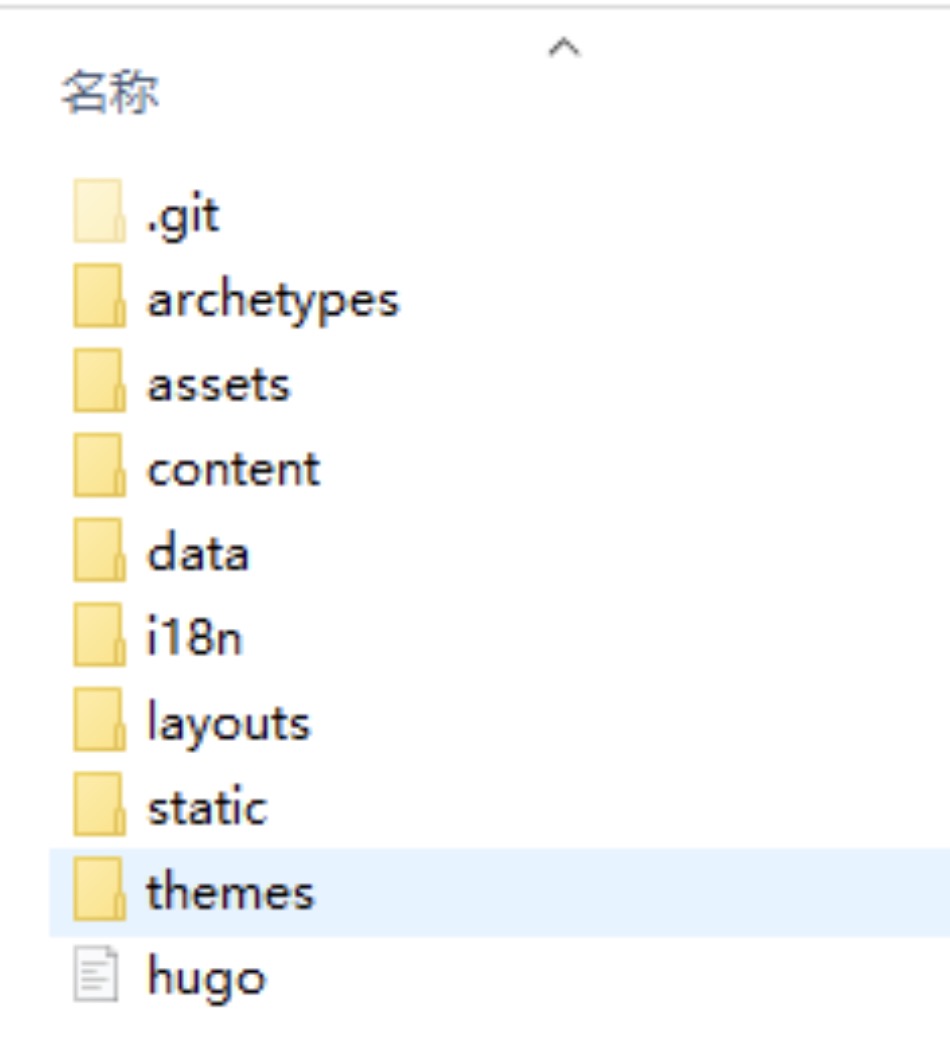 名称
.git
archetypes
assets
content
data
i18n
layouts
static
themes
hugo